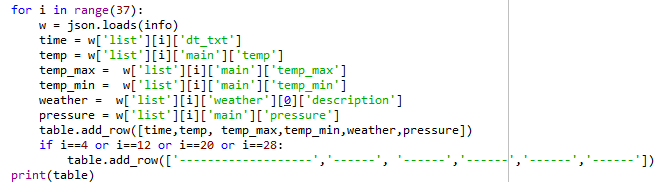 for i in range(37):
    w = json.loads(info)
    time = w['list'][i]['dt_txt']
    temp = w['list'][i]['main']['temp']
    temp_max =  w['list'][i]['main']['temp_max']
    temp_min =  w['list'][i]['main']['temp_min']
    weather =  w['list'][i]['weather'][0]['description']
    pressure = w['list'][i]['main']['pressure']
    table.add_row([time,temp, temp_max,temp_min,weather,pressure])
    if i==4 or i==12 or i==20 or i==28:
        table.add_row(['-------------------','------', '------','------','------','------'])
print(table)